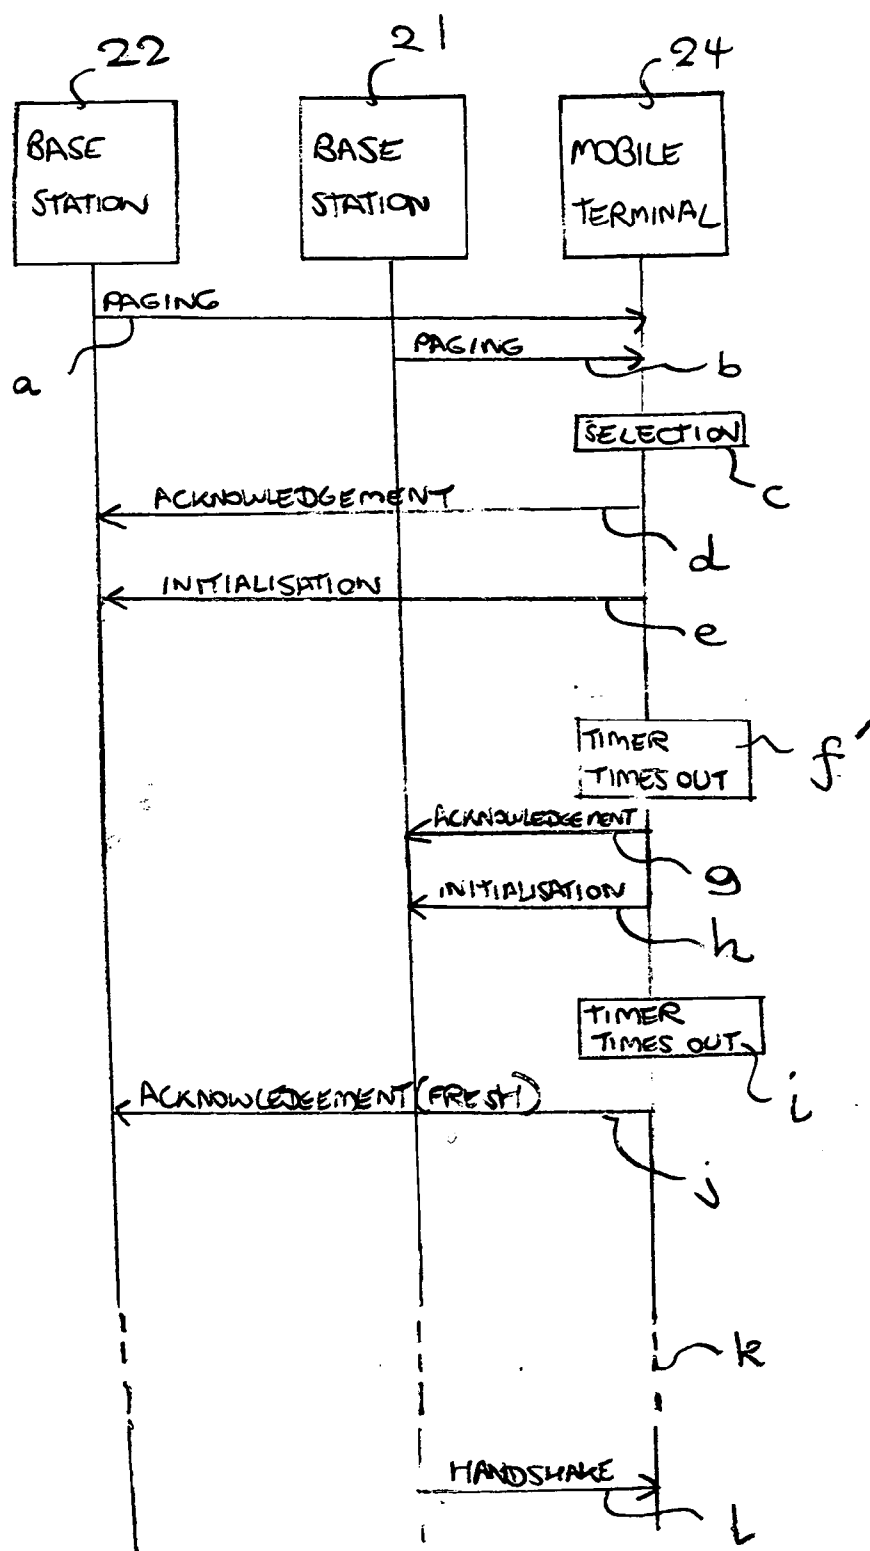 22
21
24
BASE
STATION
BASE
STATION
MOBILE
TERMINAL
PAGING
a
PAGING
b
SELECTION
c
ACKNOWLEDGEMENT
d
INITIALISATION
e
TIMER
TIMES OUT
f'
ACKNOWLEDGEMENT
g
INITIALISATION
h
TIMER
TIMES OUT
i
ACKNOWLEDEEMENT (FRESH)
j
k
HANDSHAKE
L